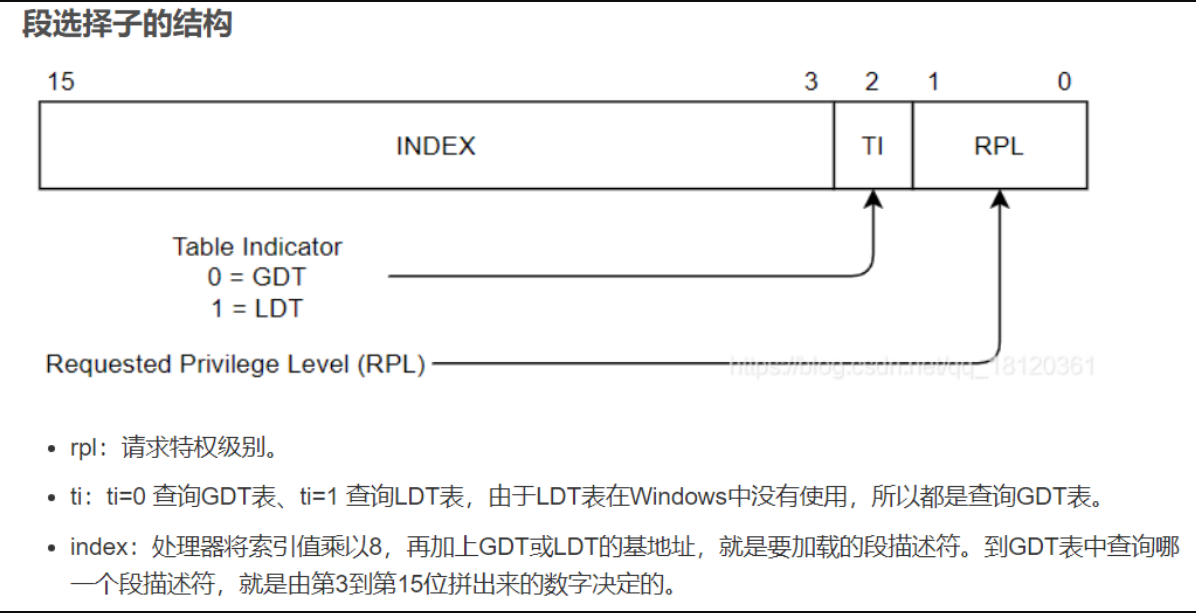 段选择子的结构
15 3 2 1 0
INDEX TI RPL
Table Indicator
0 = GDT
1 = LDT
Requested Privilege Level (RPL)
https://blog.csdn.net/qq_18120361
• rpl：请求特权级别。
• ti：ti=0 查询GDT表、ti=1 查询LDT表，由于LDT表在Windows中没有使用，所以都是查询GDT表。
• index：处理器将索引值乘以8，再加上GDT或LDT的基地址，就是要加载的段描述符。到GDT表中查询哪
一个段描述符，就是由第3到第15位拼出来的数字决定的。